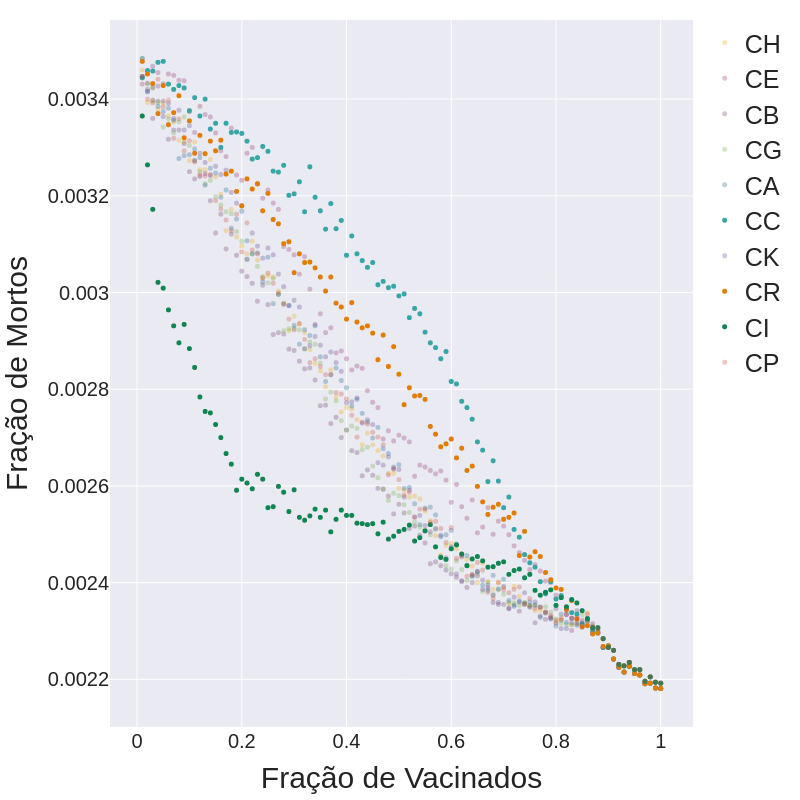 Fração de Mortos
0.0034
0.0032
0.003
0.0028
0.0026
0.0024
0.0022
0
0.2
0.4
0.6
0.8
1
Fração de Vacinados
CH
CE
CB
CG
CA
CC
CK
CR
CI
CP